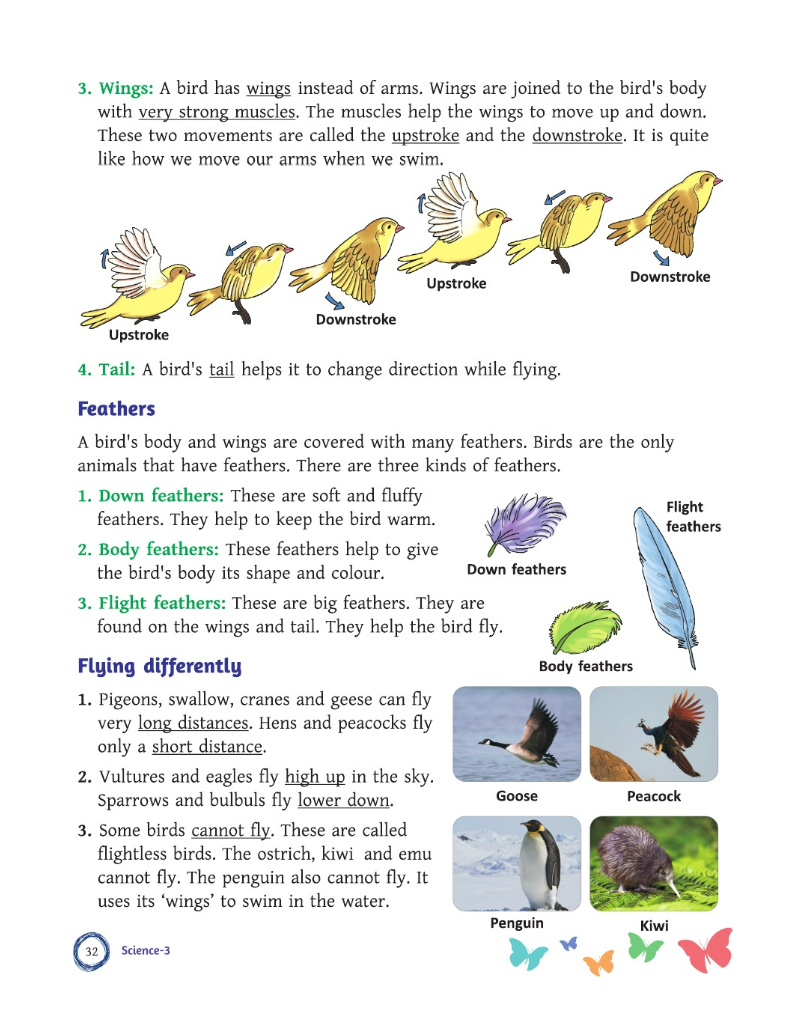 3. Wings: A bird has wings instead of arms. Wings are joined to the bird's body
with very strong muscles. The muscles help the wings to move up and down.
These two movements are called the upstroke and the downstroke. It is quite
like how we move our arms when we swim.
Upstroke
Downstroke
Upstroke
Downstroke
4. Tail: A bird's tail helps it to change direction while flying.
Feathers
A bird's body and wings are covered with many feathers. Birds are the only
animals that have feathers. There are three kinds of feathers.
1. Down feathers: These are soft and fluffy
feathers. They help to keep the bird warm.
2. Body feathers: These feathers help to give
the bird's body its shape and colour.
3. Flight feathers: These are big feathers. They are
found on the wings and tail. They help the bird fly.
Down feathers
Flight
feathers
Body feathers
Flying differently
1. Pigeons, swallow, cranes and geese can fly
very long distances. Hens and peacocks fly
only a short distance.
2. Vultures and eagles fly high up in the sky.
Sparrows and bulbuls fly lower down.
3. Some birds cannot fly. These are called
flightless birds. The ostrich, kiwi and emu
cannot fly. The penguin also cannot fly. It
uses its ‘wings’ to swim in the water.
Goose
Peacock
Penguin
Kiwi
32
Science-3